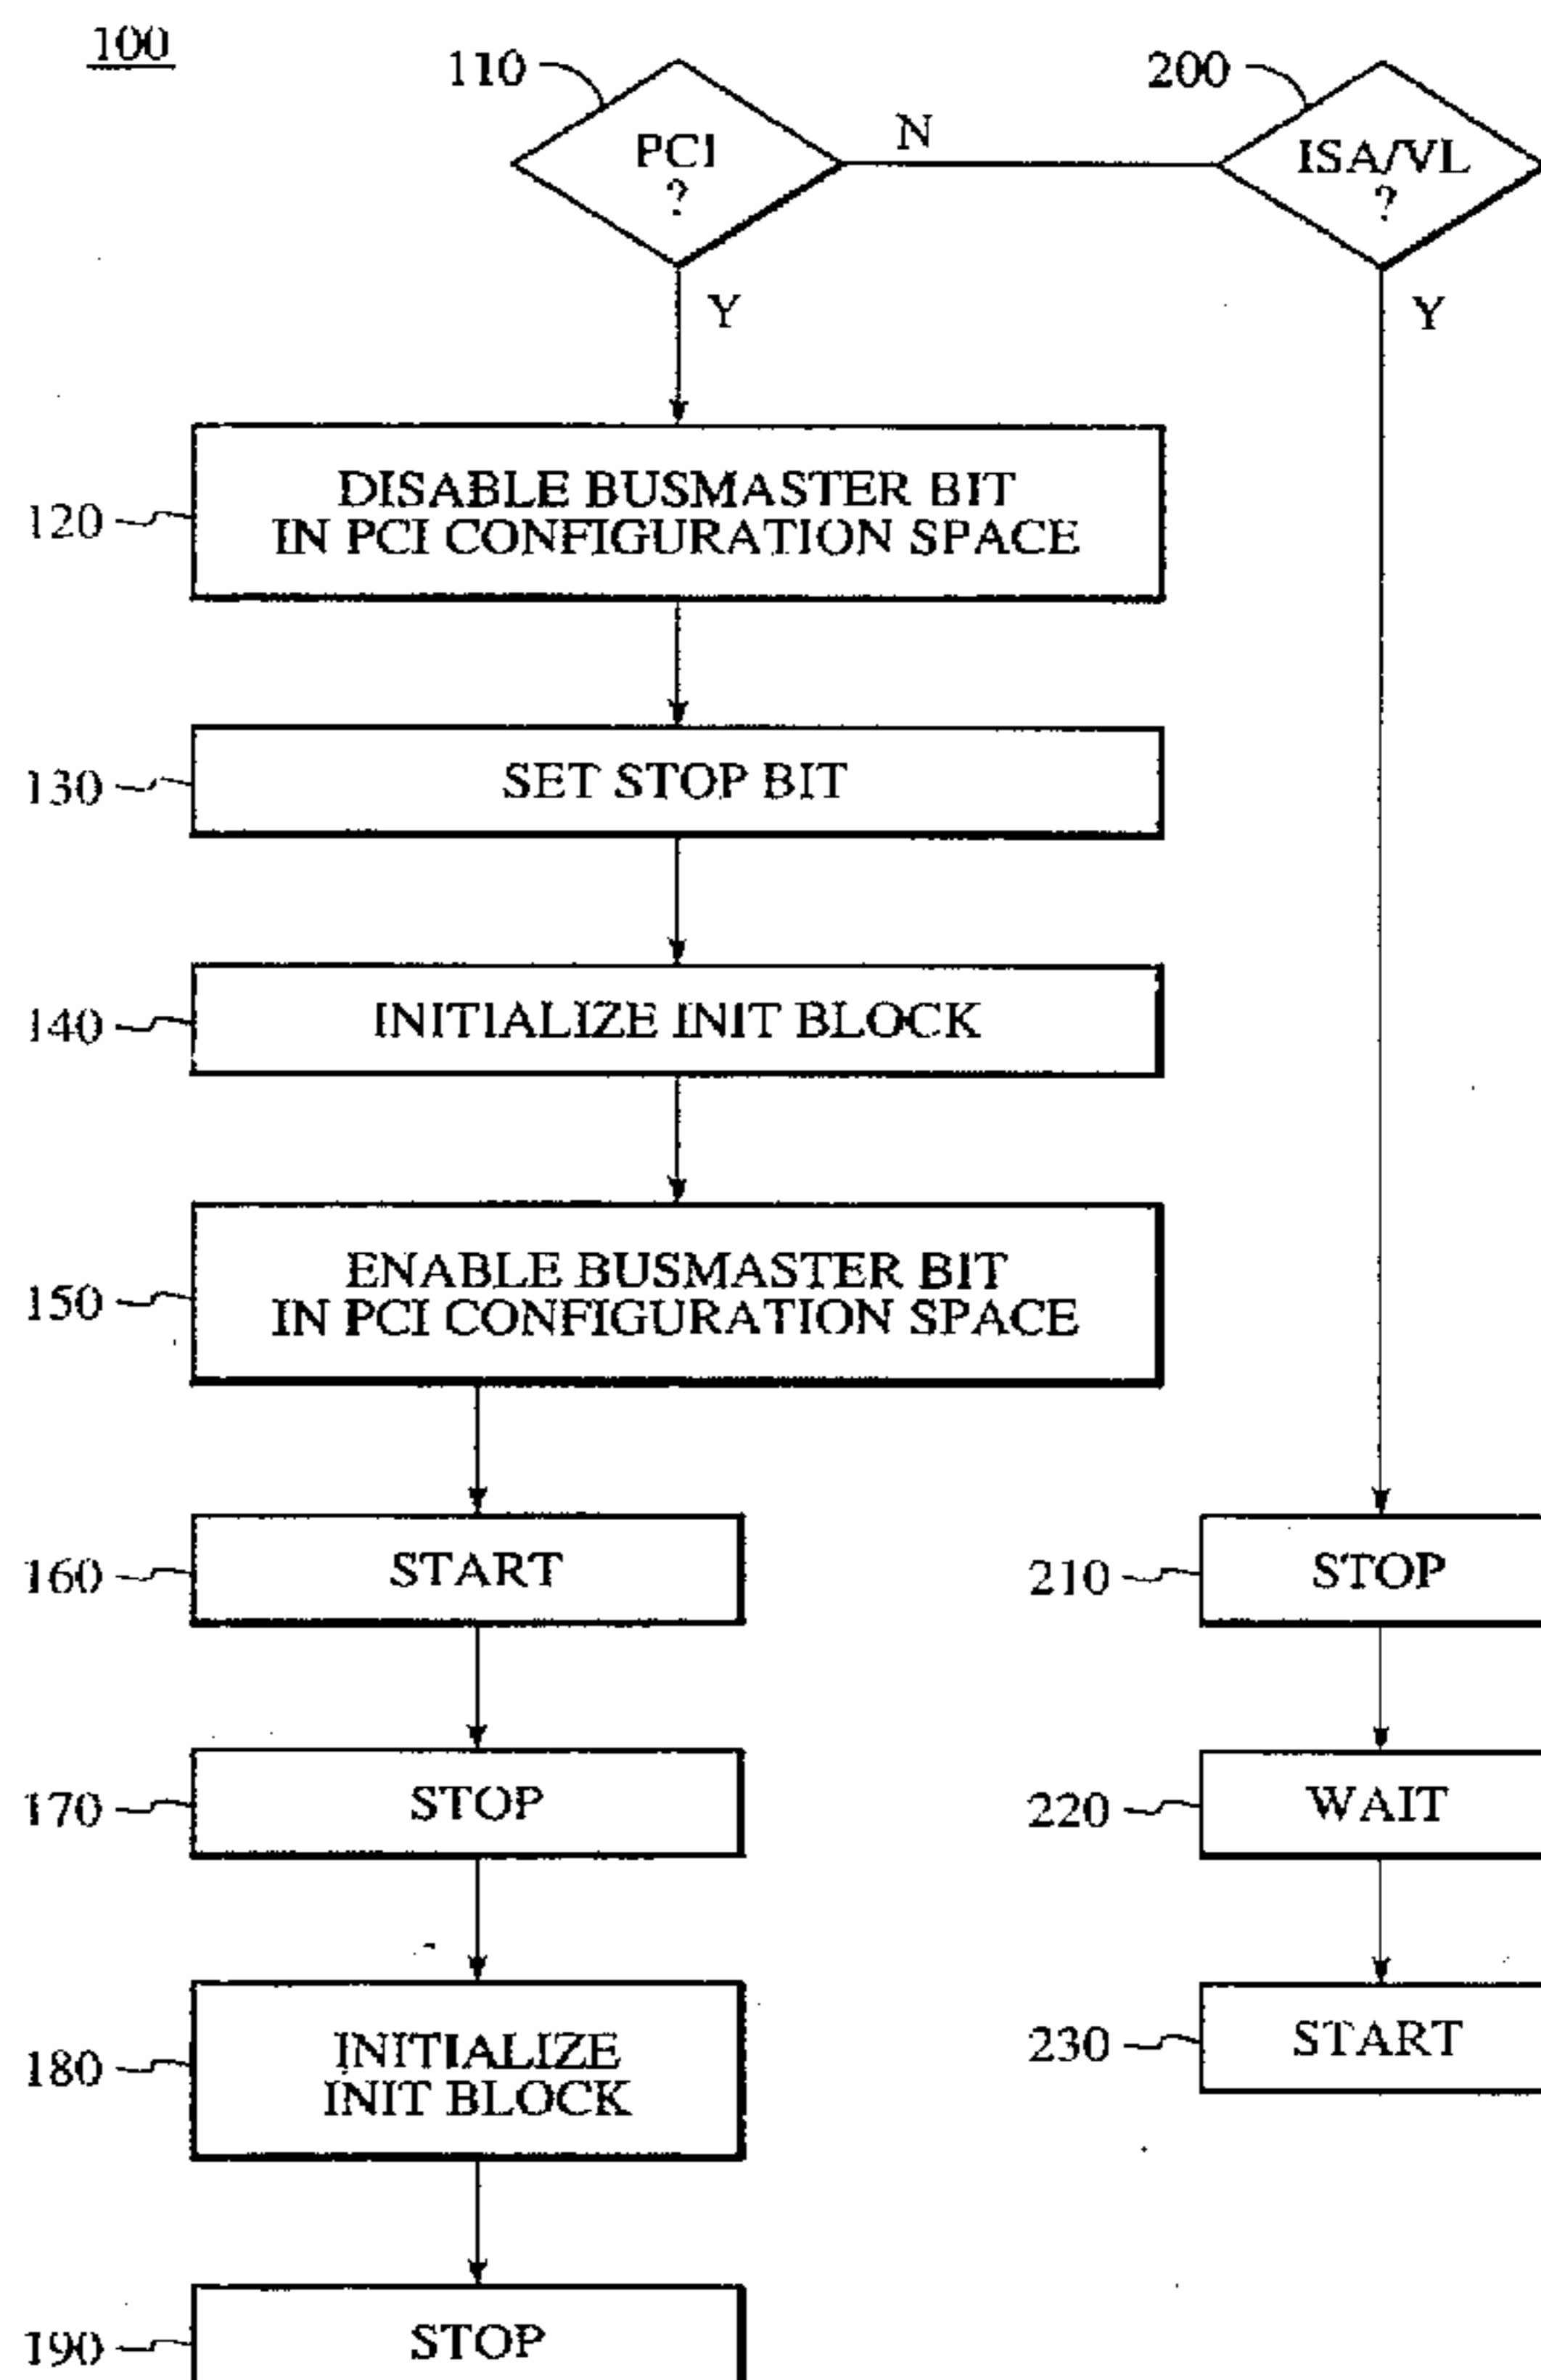 100
110
PCI
?
N
200
ISA/VL
?
Y
Y
120
DISABLE BUSMASTER BIT
IN PCI CONFIGURATION SPACE
130
SET STOP BIT
140
INITIALIZE INIT BLOCK
150
ENABLE BUSMASTER BIT
IN PCI CONFIGURATION SPACE
160
START
210
STOP
170
STOP
220
WAIT
180
INITIALIZE
INIT BLOCK
230
START
190
STOP